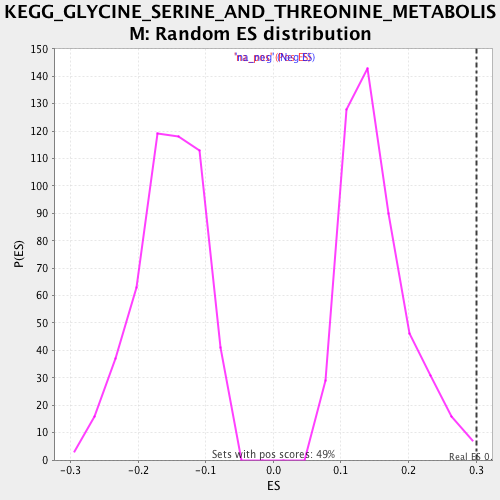 KEGG_GLYCINE_SERINE_AND_THREONINE_METABOLIS
M: Random ES distribution
(Neg ES)
P(ES)
150
140
130
120
110
100
90
80
70
60
50
40
30
20
10
0
Sets with pos scores: 49%
Real ES 0.
-0.3 -0.2 -0.1 0.0 0.1 0.2 0.3
ES